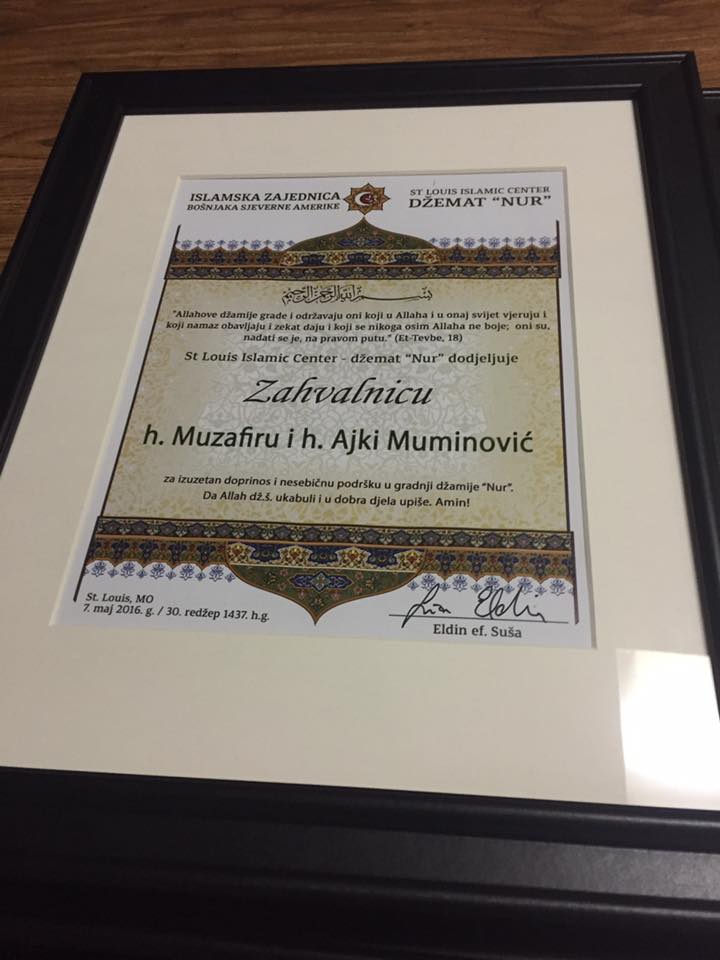 ISLAMSKA ZAJEDNICA
BOŠNJAKA SJEVERNE AMERIKE
ST LOUIS ISLAMIC CENTER
DŽEMAT “NUR”
بسم الله الرحمن الرحيم
"Allahove džamije grade i održavaju oni koji u Allaha i u onaj svijet vjeruju i
koji namaz obavljaju i zekat daju i koji se nikoga osim Allaha ne boje; oni su,
nadati se je, na pravom putu." (Et-Tevbe, 18)
St Louis Islamic Center - džemat “Nur” dodjeljuje
Zahvalnicu
h. Muzafiru i h. Ajki Muminović
za izuzetan doprinos i nesebičnu podršku u gradnji džamije “Nur”.
Da Allah dž.š. ukabuli i u dobra djela upiše. Amin!
St. Louis, MO
7. maj 2016. g. / 30. redžep 1437. h.g.
Eldin ef. Suša